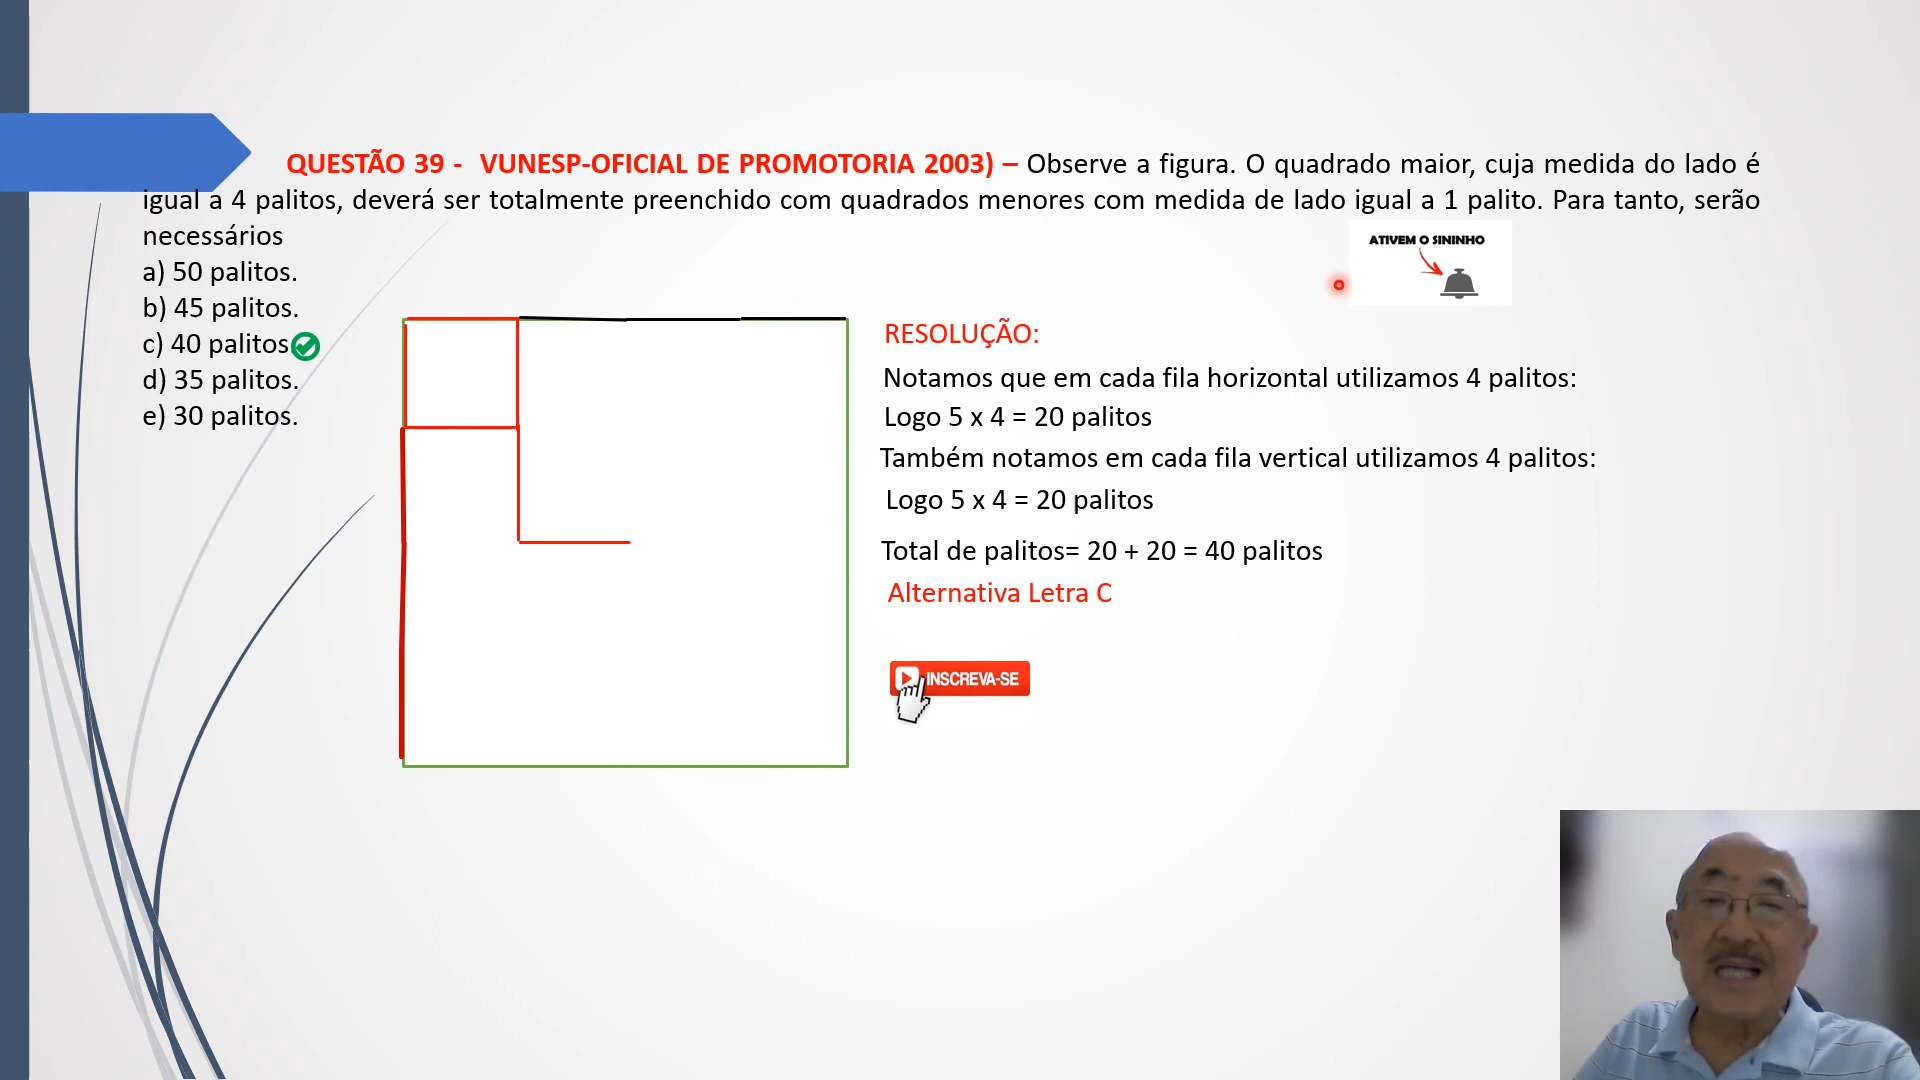 QUESTÃO 39 - VUNESP-OFICIAL DE PROMOTORIA 2003) – Observe a figura. O quadrado maior, cuja medida do lado é
igual a 4 palitos, deverá ser totalmente preenchido com quadrados menores com medida de lado igual a 1 palito. Para tanto, serão
necessários
a) 50 palitos.
b) 45 palitos.
c) 40 palitos
d) 35 palitos.
e) 30 palitos.
ATIVEM O SININHO
RESOLUÇÃO:
Notamos que em cada fila horizontal utilizamos 4 palitos:
Logo 5 x 4 = 20 palitos
Também notamos em cada fila vertical utilizamos 4 palitos:
Logo 5 x 4 = 20 palitos
Total de palitos= 20 + 20 = 40 palitos
Alternativa Letra C
INSCREVA-SE